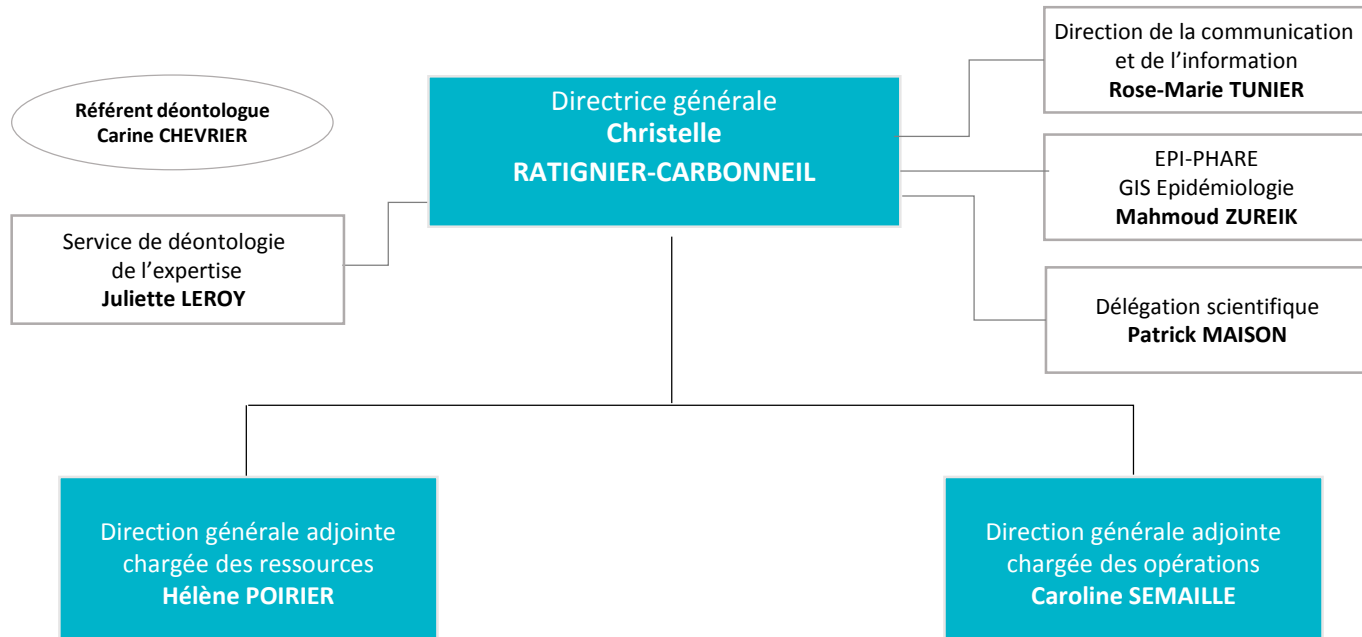 Référent déontologue
Carine CHEVRIER
Service de déontologie
de l’expertise
Juliette LEROY
Directrice générale
Christelle
RATIGNIER-CARBONNEIL
Direction de la communication
et de l’information
Rose-Marie TUNIER
EPI-PHARE
GIS Epidémiologie
Mahmoud ZUREIK
Délégation scientifique
Patrick MAISON
Direction générale adjointe
chargée des ressources
Hélène POIRIER
Direction générale adjointe
chargée des opérations
Caroline SEMAILLE